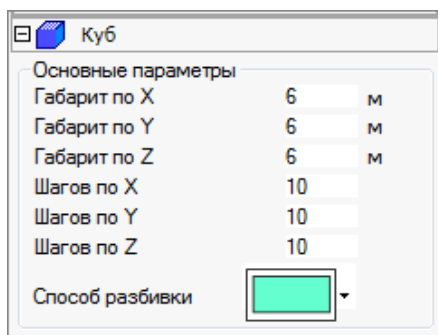 Куб
Основные параметры
Габарит по X 6 м
Габарит по Y 6 м
Габарит по Z 6 м
Шагов по X 10
Шагов по Y 10
Шагов по Z 10
Способ разбивки